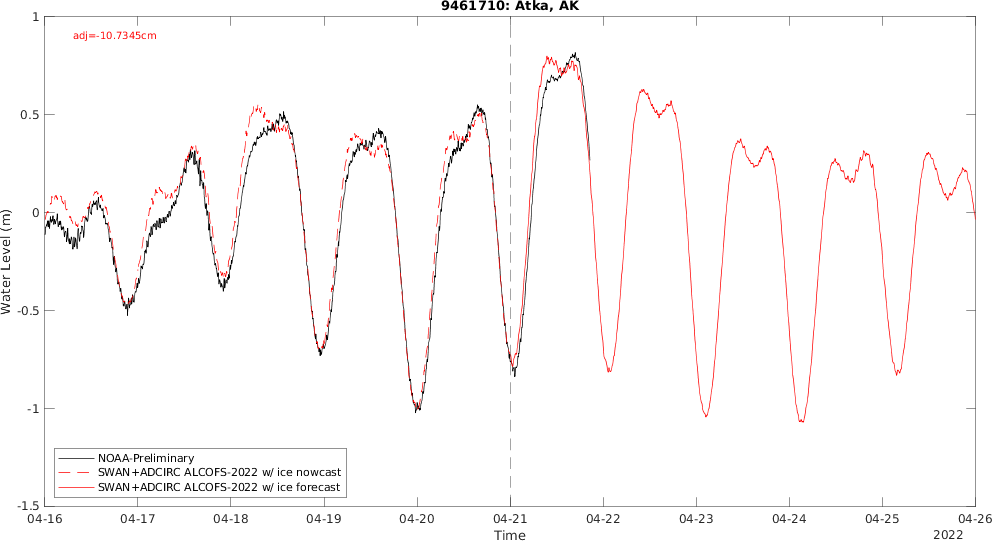 9461710: Atka, AK
adj=-10.7345cm
1
0.5
0
-0.5
-1
-1.5
Water Level (m)
NOAA-Preliminary
SWAN+ADCIRC ALCOFS-2022 w/ ice nowcast
SWAN+ADCIRC ALCOFS-2022 w/ ice forecast
04-16 04-17 04-18 04-19 04-20 04-21 04-22 04-23 04-24 04-25 04-26
Time
2022